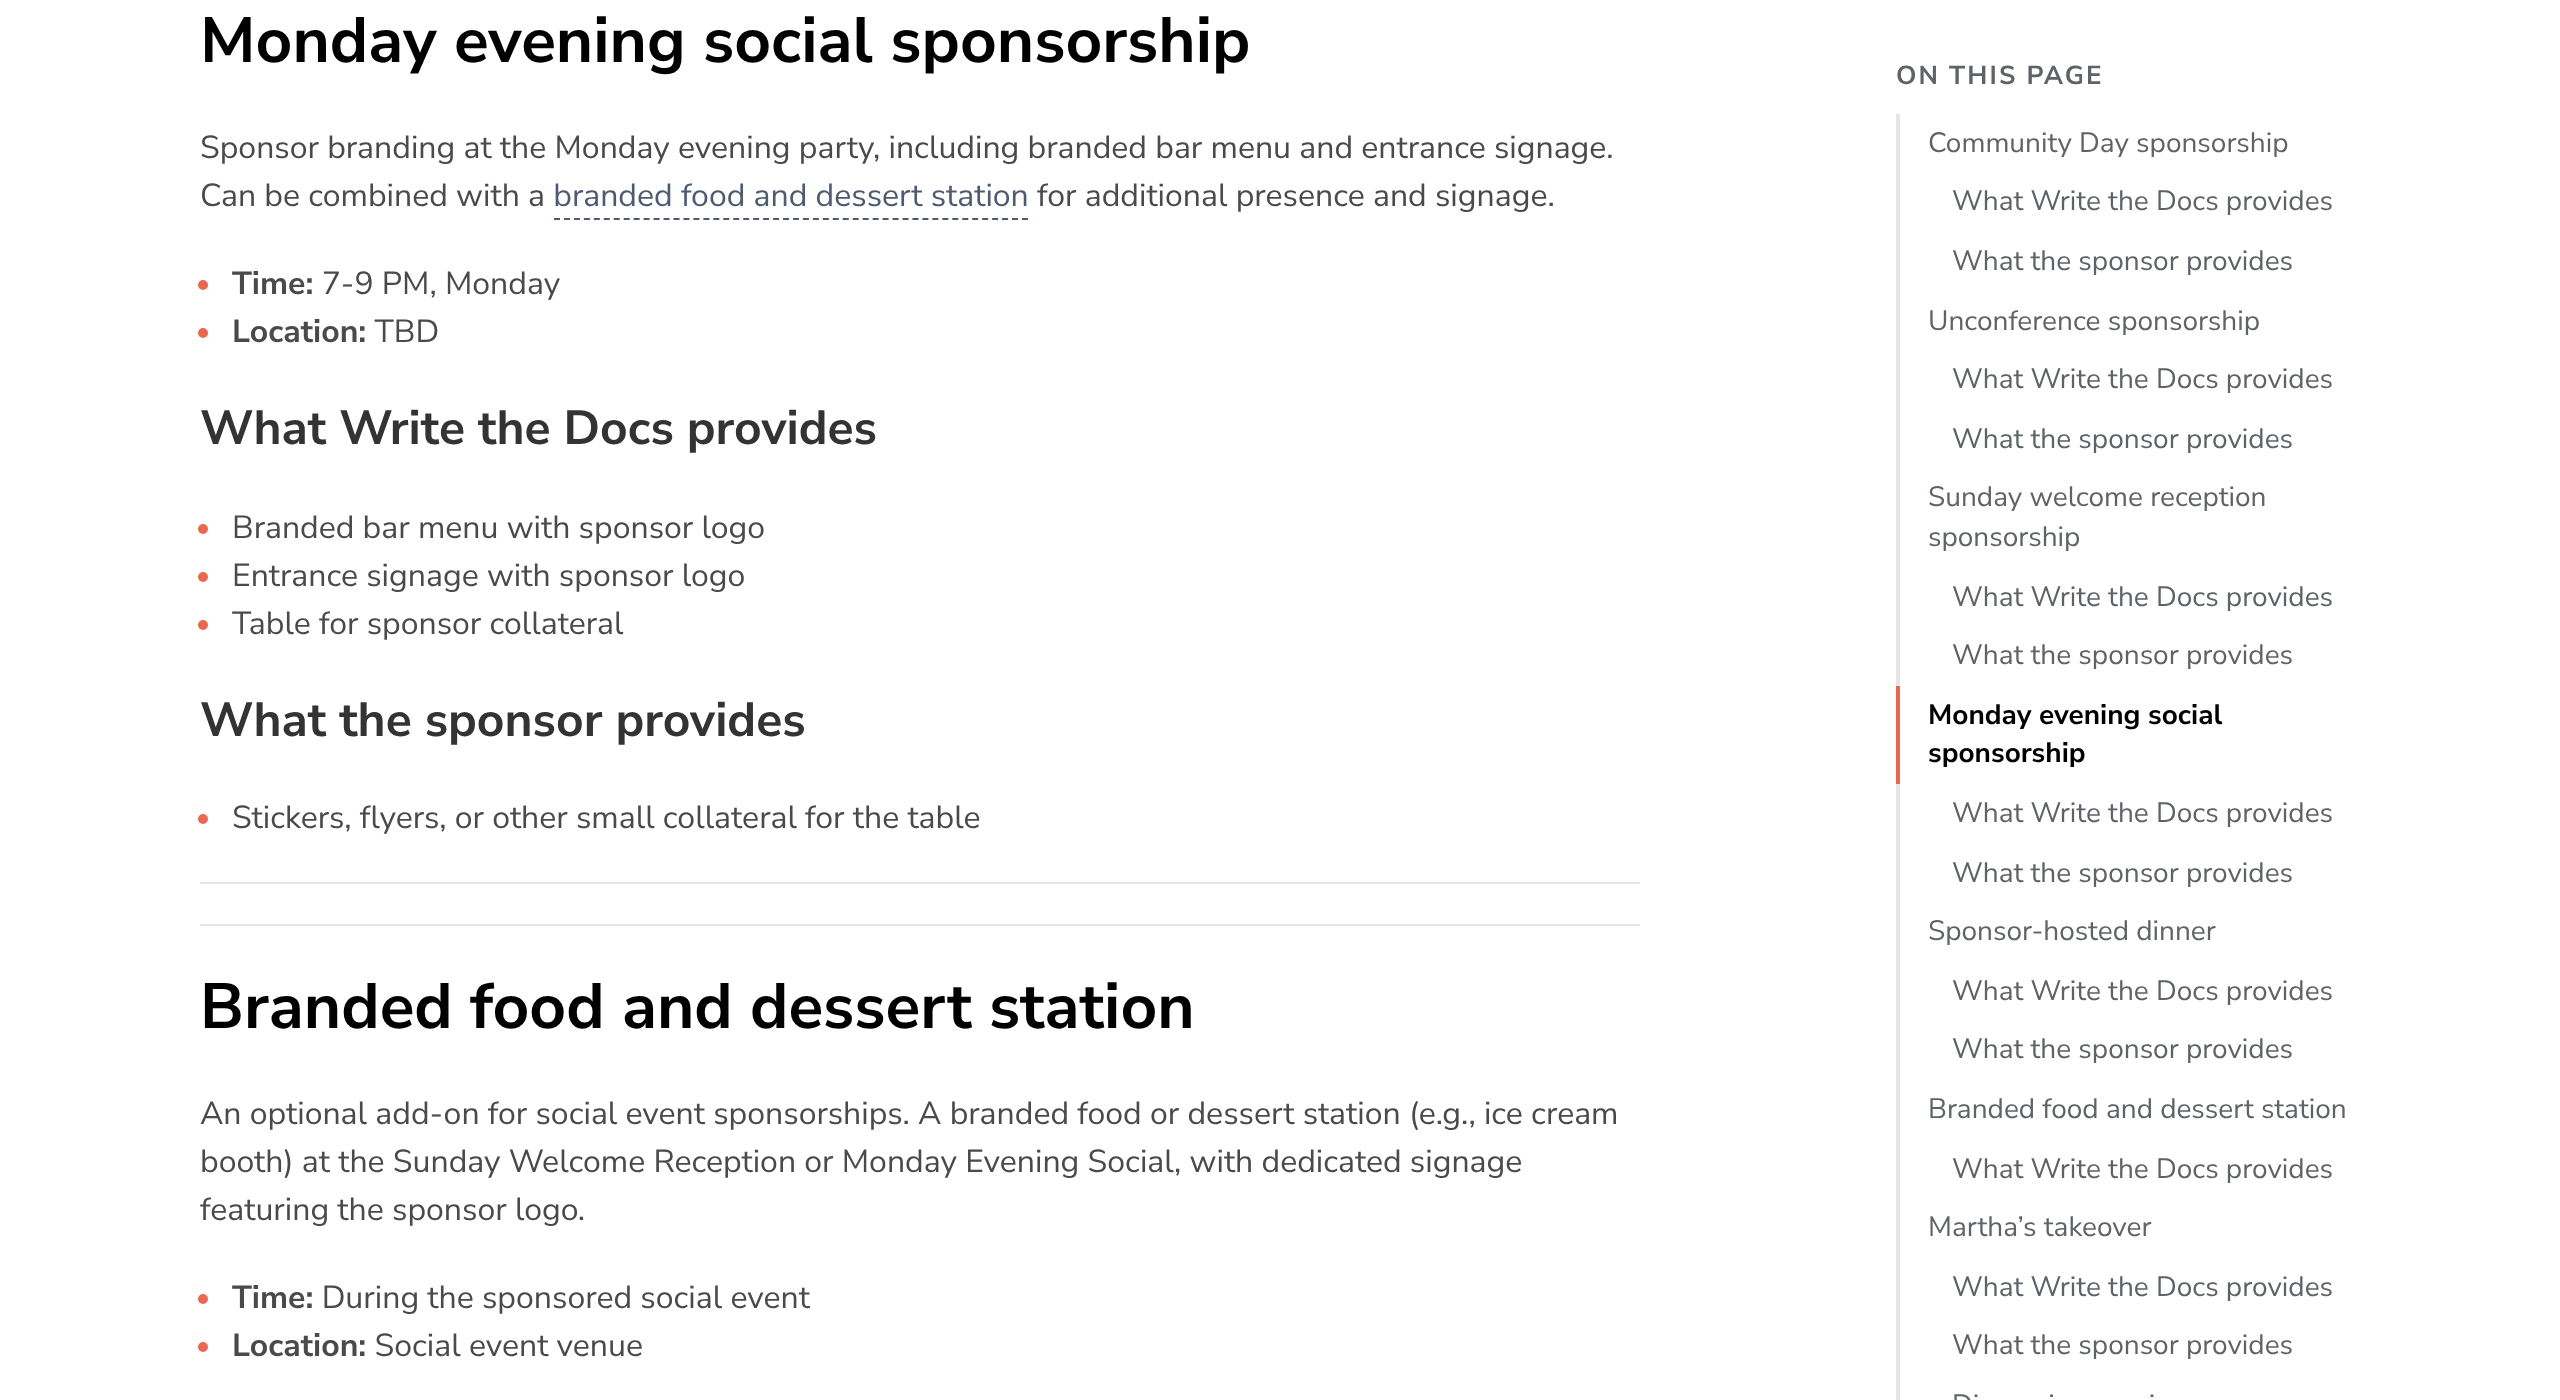 Monday evening social sponsorship
Sponsor branding at the Monday evening party, including branded bar menu and entrance signage.
Can be combined with a branded food and dessert station for additional presence and signage.
Time: 7-9 PM, Monday
Location: TBD
What Write the Docs provides
Branded bar menu with sponsor logo
Entrance signage with sponsor logo
Table for sponsor collateral
What the sponsor provides
Stickers, flyers, or other small collateral for the table
Branded food and dessert station
An optional add-on for social event sponsorships. A branded food or dessert station (e.g., ice cream
booth) at the Sunday Welcome Reception or Monday Evening Social, with dedicated signage
featuring the sponsor logo.
Time: During the sponsored social event
Location: Social event venue
ON THIS PAGE
Community Day sponsorship
What Write the Docs provides
What the sponsor provides
Unconference sponsorship
What Write the Docs provides
What the sponsor provides
Sunday welcome reception
sponsorship
What Write the Docs provides
What the sponsor provides
Monday evening social
sponsorship
What Write the Docs provides
What the sponsor provides
Sponsor-hosted dinner
What Write the Docs provides
What the sponsor provides
Branded food and dessert station
What Write the Docs provides
Martha’s takeover
What Write the Docs provides
What the sponsor provides